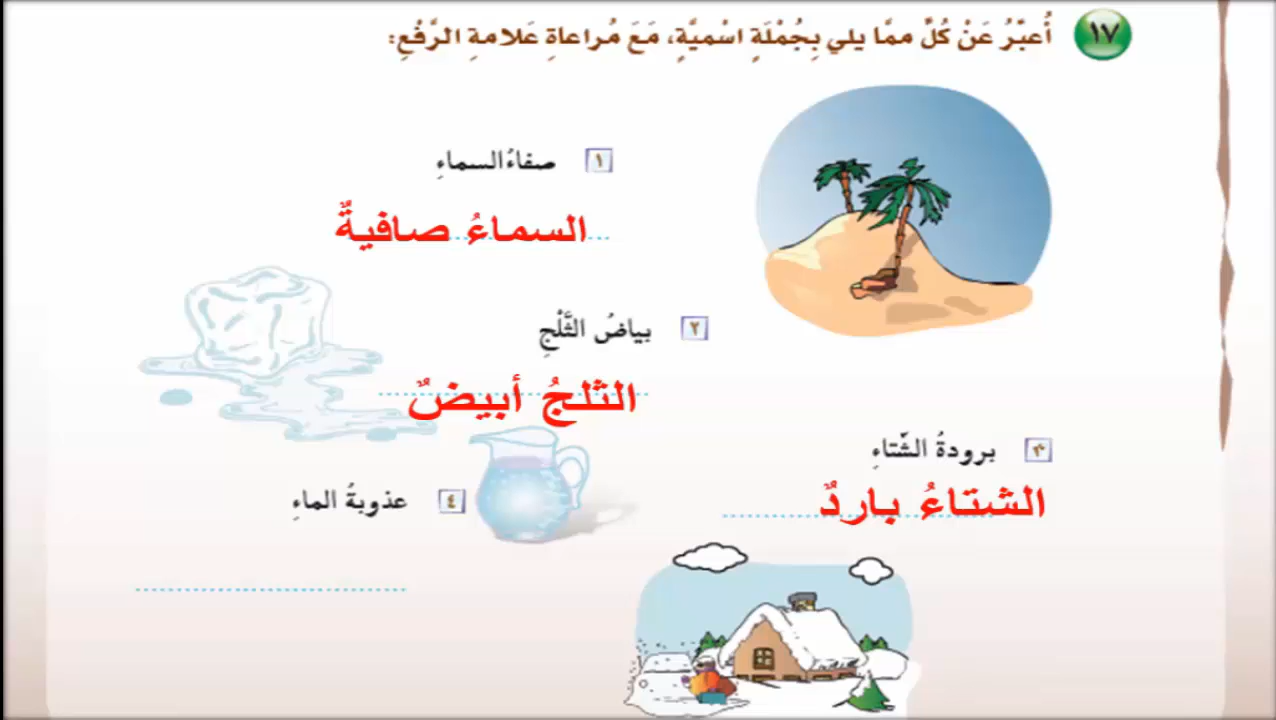 ١٧ أُعبّرُ عَنْ كُلٍّ ممَّا يلي بِجُمْلَةٍ اسْميَّةٍ، مَعَ مُراعاةِ عَلامةِ الرَّفْعِ:
١ صفاءُ السماءِ
السماءُ صافيةٌ
٢ بياضُ الثَّلْجِ
الثلجُ أبيضٌ
٣ برودةُ الشّتاءِ
الشتاءُ باردٌ
٤ عذوبةُ الماءِ